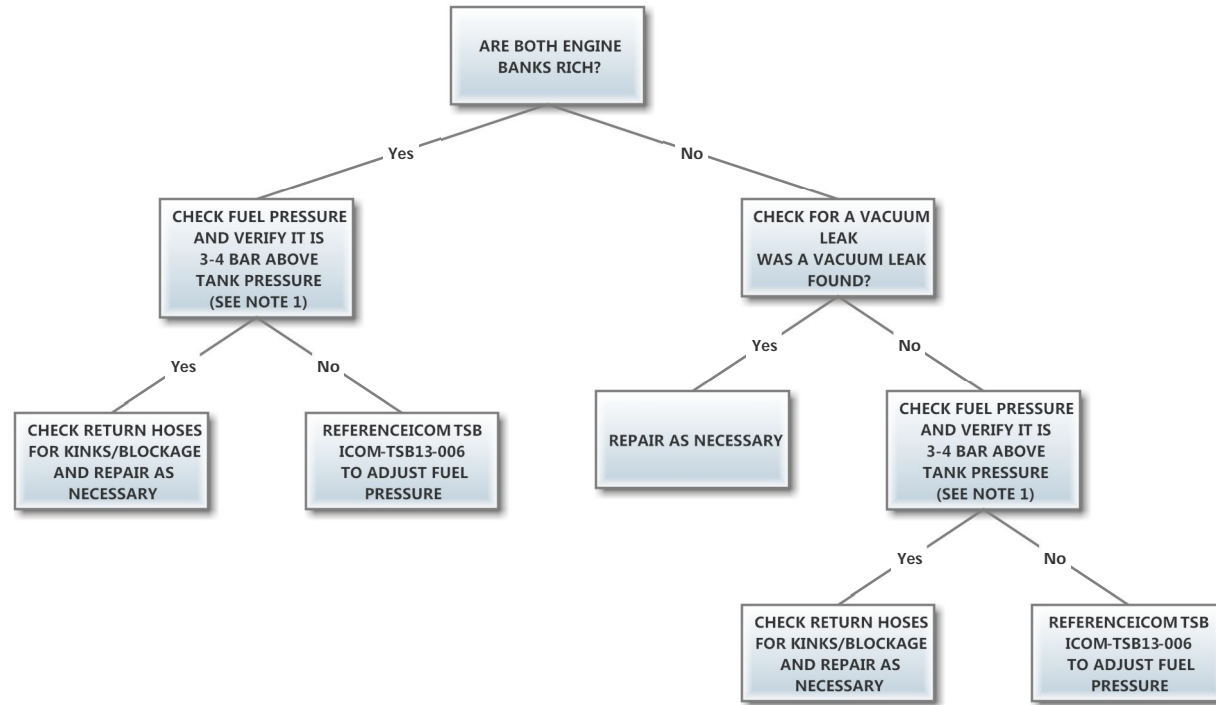 ARE BOTH ENGINE
BANKS RICH?
Yes
No
CHECK FUEL PRESSURE
AND VERIFY IT IS
3-4 BAR ABOVE
TANK PRESSURE
(SEE NOTE 1)
CHECK FOR A VACUUM
LEAK
WAS A VACUUM LEAK
FOUND?
Yes
No
Yes
No
CHECK RETURN HOSES
FOR KINKS/BLOCKAGE
AND REPAIR AS
NECESSARY
REFERENCEICOM TSB
ICOM-TSB13-006
TO ADJUST FUEL
PRESSURE
REPAIR AS NECESSARY
CHECK FUEL PRESSURE
AND VERIFY IT IS
3-4 BAR ABOVE
TANK PRESSURE
(SEE NOTE 1)
Yes
No
CHECK RETURN HOSES
FOR KINKS/BLOCKAGE
AND REPAIR AS
NECESSARY
REFERENCEICOM TSB
ICOM-TSB13-006
TO ADJUST FUEL
PRESSURE